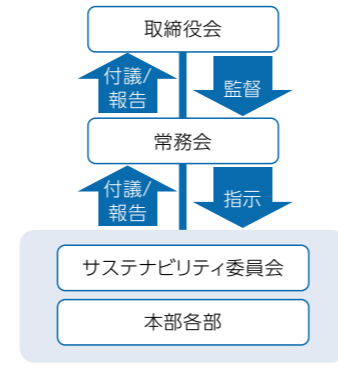 取締役会
付議/
報告
監督
常務会
付議/
報告
指示
サステナビリティ委員会
本部各部